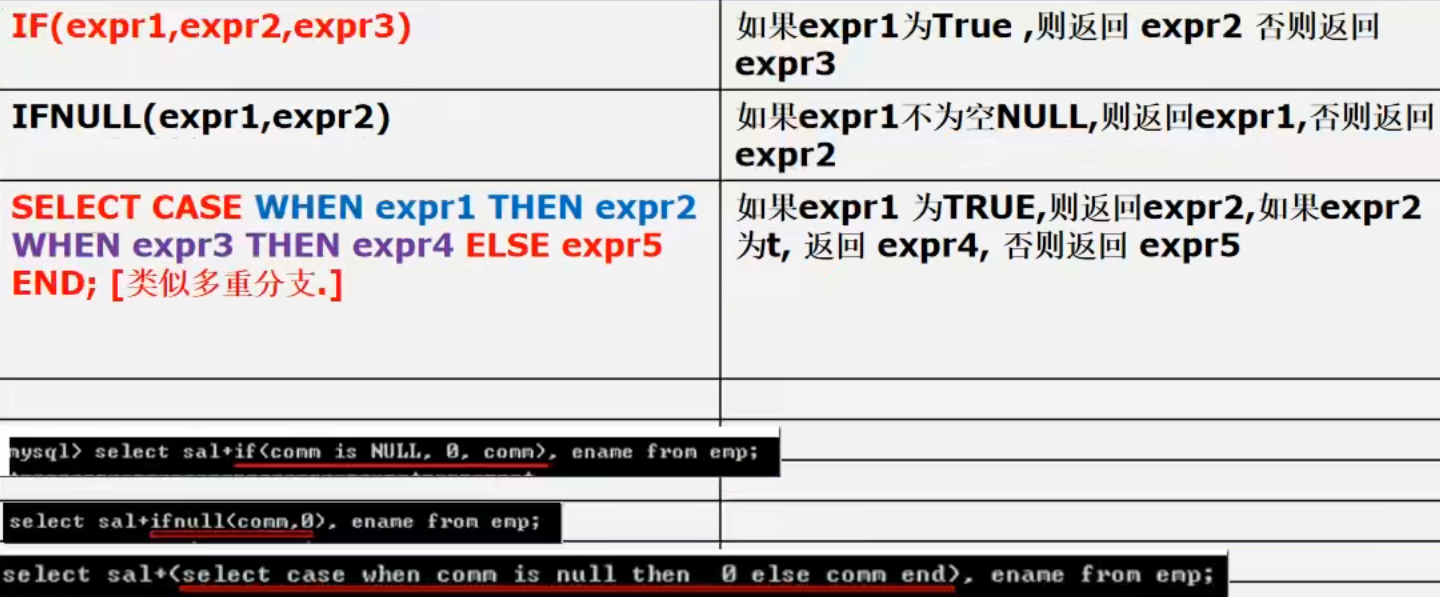 IF(expr1,expr2,expr3)
如果expr1为True ,则返回 expr2 否则返回
expr3
IFNULL(expr1,expr2)
如果expr1不为空NULL,则返回expr1,否则返回
expr2
SELECT CASE WHEN expr1 THEN expr2
WHEN expr3 THEN expr4 ELSE expr5
END; [类似多重分支.]
如果expr1 为TRUE,则返回expr2,如果expr2
为t, 返回 expr4, 否则返回 expr5
mysql> select sal+if(comm is NULL, 0, comm), ename from emp;
select sal+ifnull(comm,0), ename from emp;
select sal+(select case when comm is null then  0 else comm end), ename from emp;